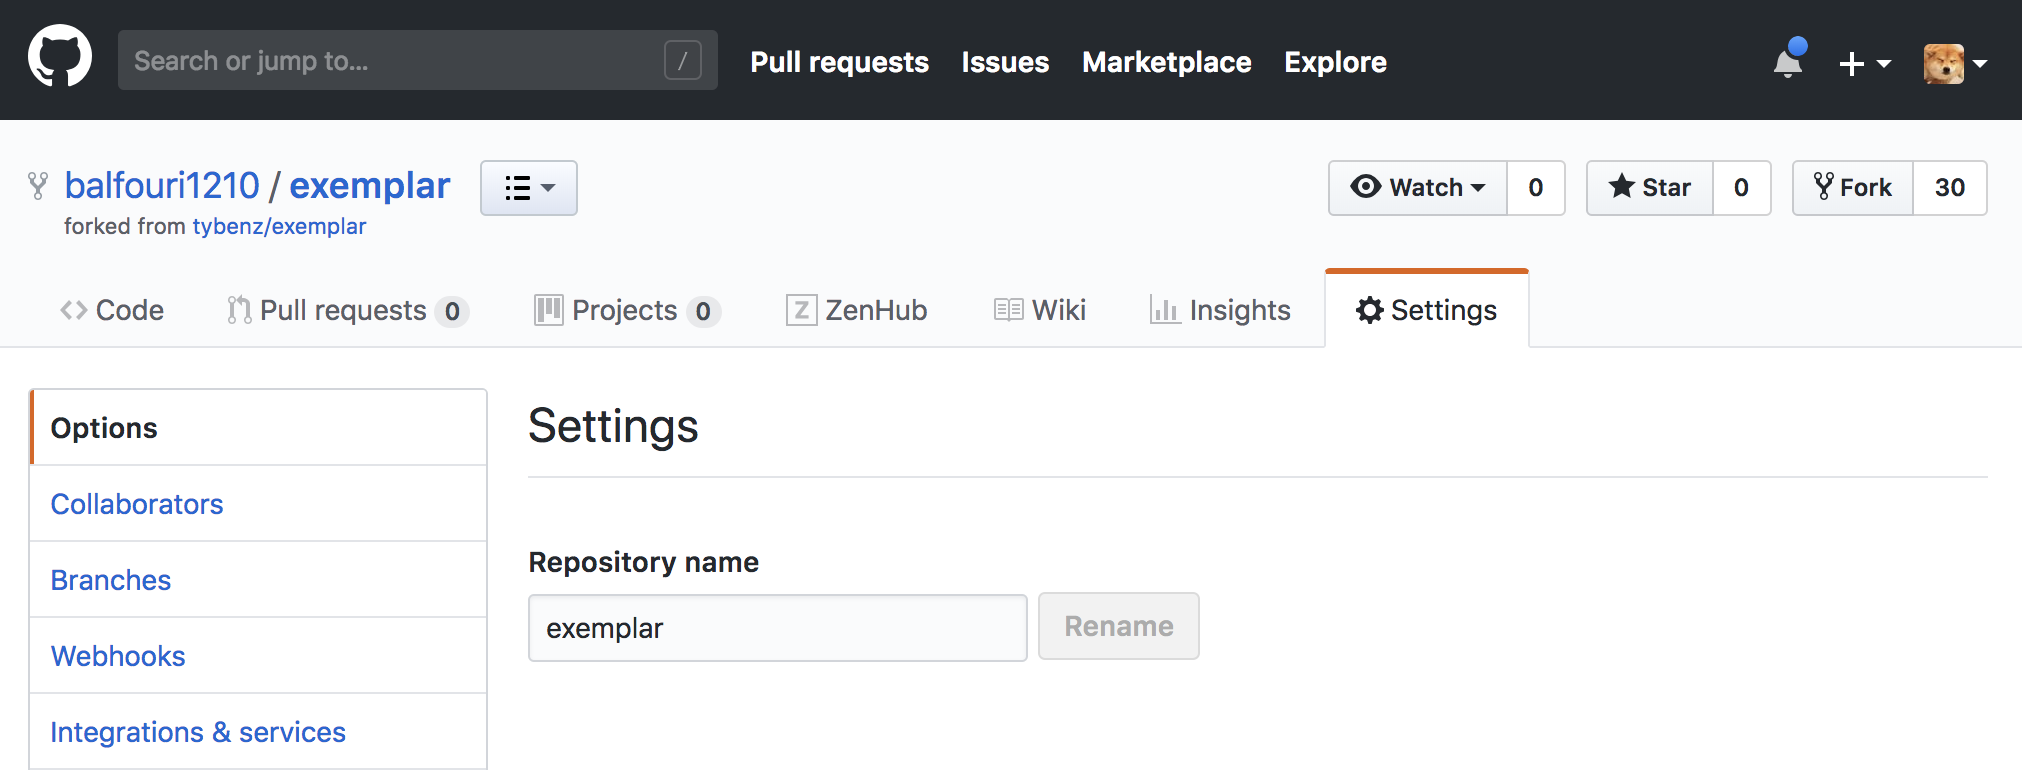 Search or jump to... /
Pull requests Issues Marketplace Explore
balfouri1210 / exemplar
forked from tybenz/exemplar
Watch 0 Star 0 Fork 30
Code Pull requests 0 Projects 0 Z ZenHub Wiki Insights Settings
Options
Collaborators
Branches
Webhooks
Integrations & services
Settings
Repository name
exemplar Rename